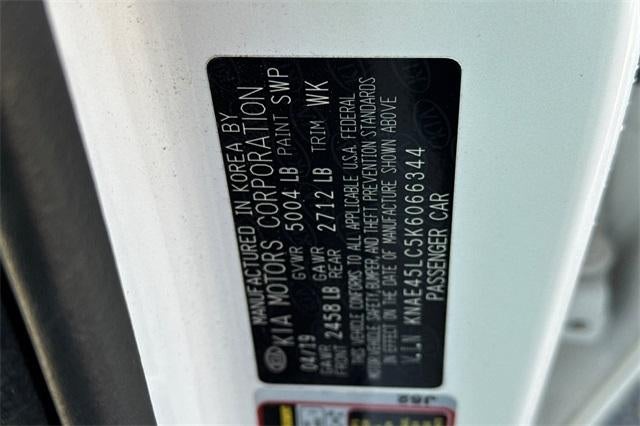 MANUFACTURED IN KOREA BY
KIA KIA MOTORS CORPORATION
04/19 GVWR 5004 LB PAINT SWP
GAWR FRONT 2458 LB GAWR REAR 2712 LB TRIM WK
THIS VEHICLE CONFORMS TO ALL APPLICABLE U.S.A. FEDERAL
MOTOR VEHICLE SAFETY, BUMPER, AND THEFT PREVENTION STANDARDS
IN EFFECT ON THE DATE OF MANUFACTURE SHOWN ABOVE
V.I.N KNAE45LC5K6066344
PASSENGER CAR